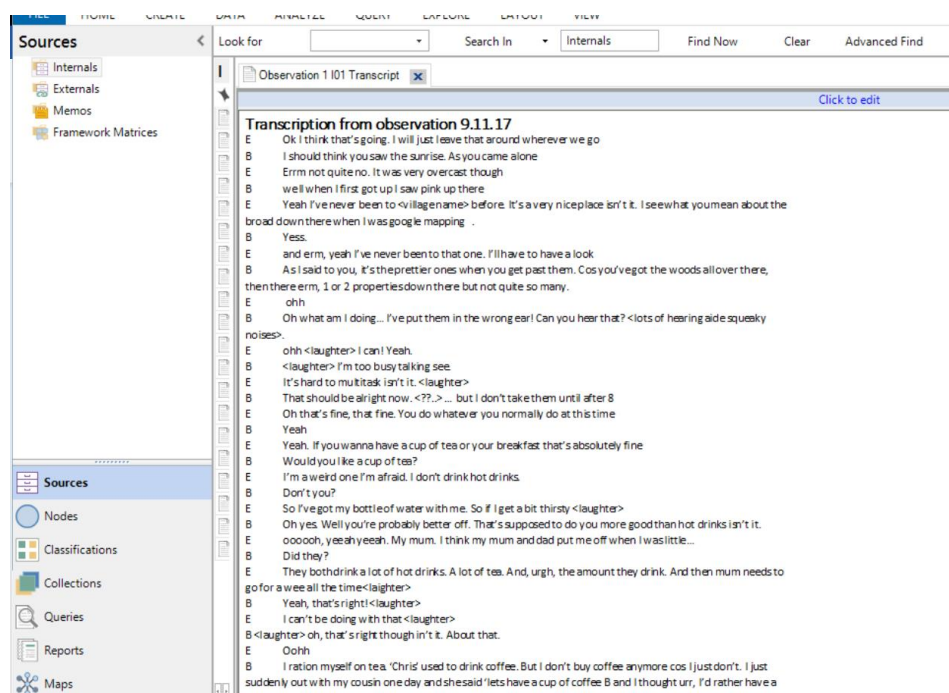 FILE HOME CREATE DATA ANALYZE QUERY EXPLORE LAYOUT VIEW
Sources
Look for
Search In
Internals
Find Now
Clear
Advanced Find
Internals
Externals
Memos
Framework Matrices
Observation 1 I01 Transcript
Click to edit
Transcription from observation 9.11.17
E Ok I think that's going. I will just leave that around wherever we go
B I should think you saw the sunrise. As you came alone
E Errm not quite no. It was very overcast though
B well when I first got up I saw pink up there
E Yeah I've never been to <village name> before. It's a very nice place isn't it. I see what you mean about the
broad down there when I was google mapping .
B Yess.
E and erm, yeah I've never been to that one. I'll have to have a look
B As I said to you, it's the prettier ones when you get past them. Cos you've got the woods all over there,
then there erm, 1 or 2 properties down there but not quite so many.
E ohh
B Oh what am I doing... I've put them in the wrong ear! Can you hear that? <lots of hearing aide squeaky
noises>.
E ohh <laughter> I can! Yeah.
B <laughter> I'm too busy talking see.
E It's hard to multitask isn't it. <laughter>
B That should be alright now. <??..> ... but I don't take them until after 8
E Oh that's fine, that fine. You do whatever you normally do at this time
B Yeah
E Yeah. If you wanna have a cup of tea or your breakfast that's absolutely fine
B Would you like a cup of tea?
E I'm a weird one I'm afraid. I don't drink hot drinks.
B Don't you?
E So I've got my bottle of water with me. So if I get a bit thirsty <laughter>
B Oh yes. Well you're probably better off. That's supposed to do you more good than hot drinks isn't it.
E oooooh, yeeah yeeah. My mum. I think my mum and dad put me off when I was little...
B Did they?
E They both drink a lot of hot drinks. A lot of tea. And, urgh, the amount they drink. And then mum needs to
go for a wee all the time <laighter>
B Yeah, that's right! <laughter>
E I can't be doing with that <laughter>
B <laughter> oh, that's right though in't it. About that.
E Oohh
B I ration myself on tea. 'Chris' used to drink coffee. But I don't buy coffee anymore cos I just don't. I just
suddenly out with my cousin one day and she said 'lets have a cup of coffee B and I thought urr, I'd rather have a
Sources
Nodes
Classifications
Collections
Queries
Reports
Maps